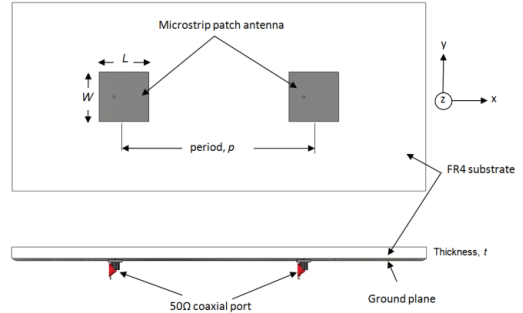 Microstrip patch antenna
L
W
y
z
x
period, p
FR4 substrate
Thickness, t
50Ω coaxial port
Ground plane